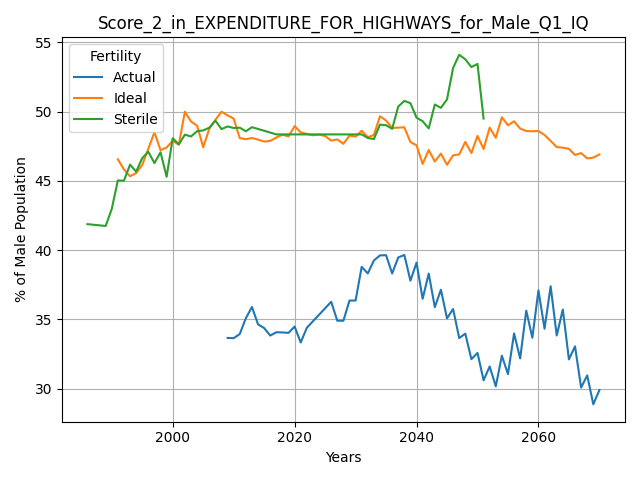 Score_2_in_EXPENDITURE_FOR_HIGHWAYS_for_Male_Q1_IQ
Fertility
Actual
Ideal
Sterile
% of Male Population
55
50
45
40
35
30
2000
2020
2040
2060
Years